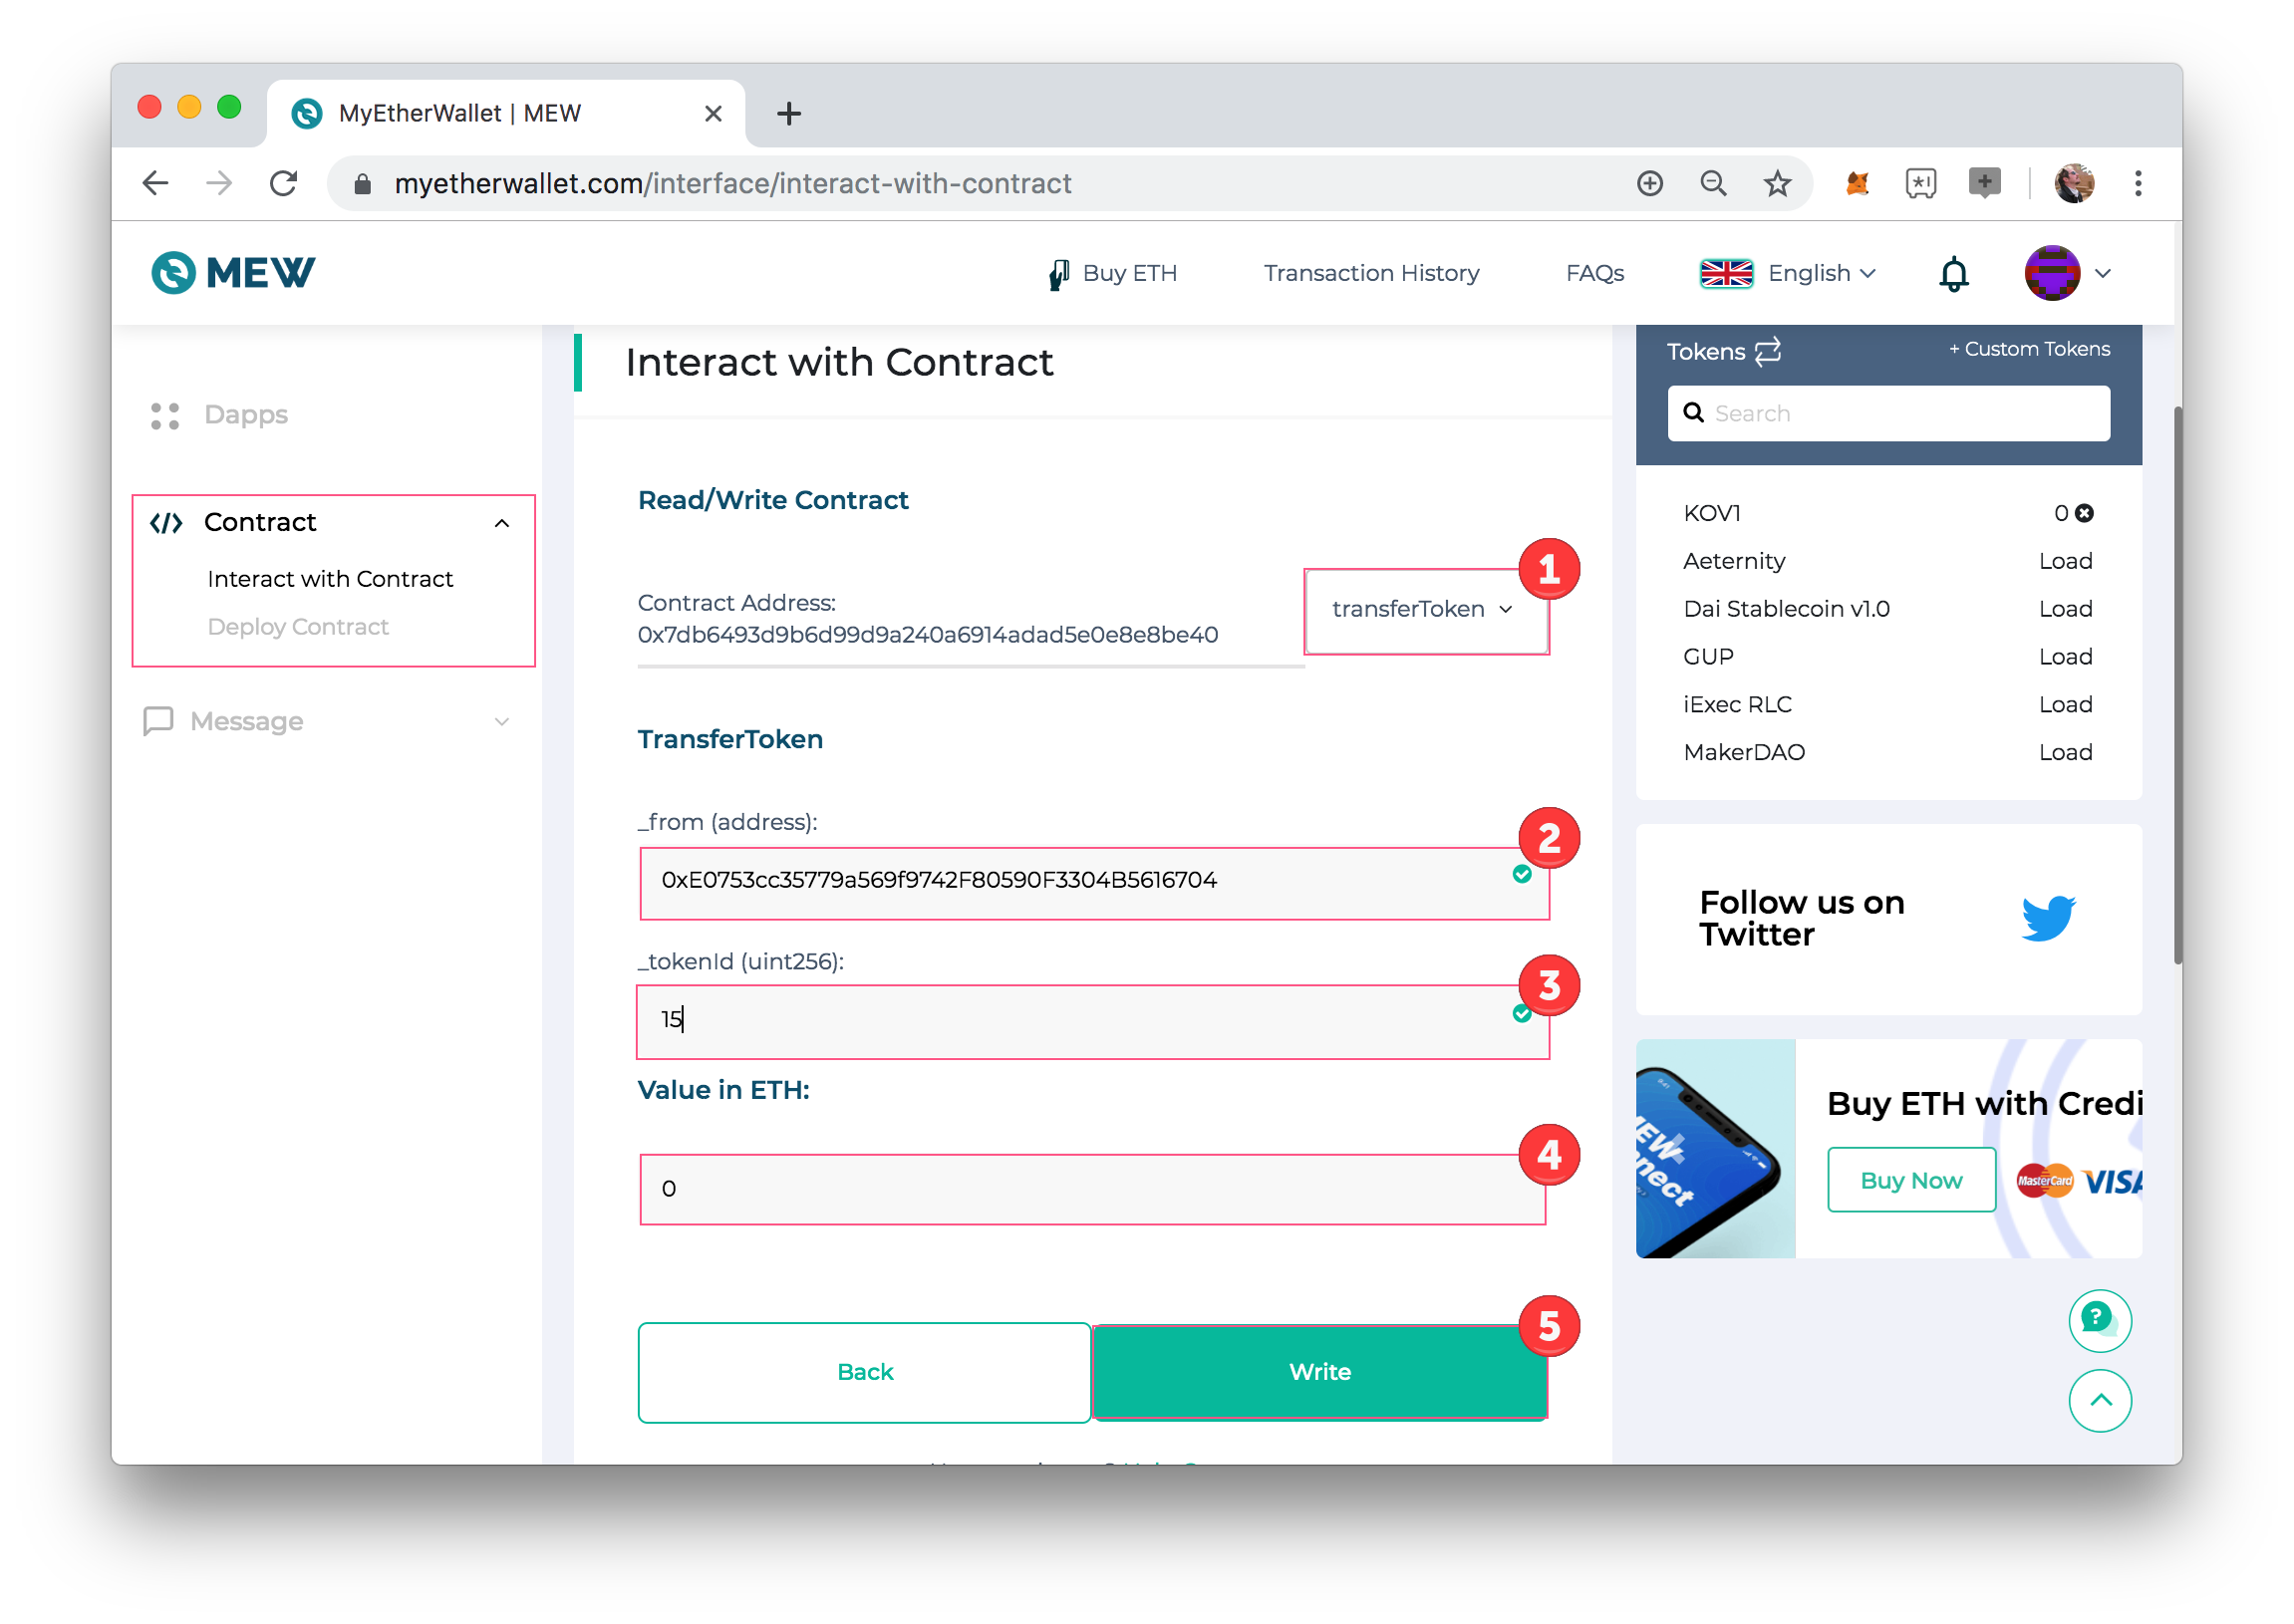 MyEtherWallet | MEW
myetherwallet.com/interface/interact-with-contract
MEW
Buy ETH
Transaction History
FAQs
English
Interact with Contract
Tokens
+ Custom Tokens
Search
Dapps
Contract
Interact with Contract
Deploy Contract
Message
Read/Write Contract
1
Contract Address:
0x7db6493d9b6d99d9a240a6914adad5e0e8e8be40
transferToken
TransferToken
_from (address):
2
0xE0753cc35779a569f9742F80590F3304B5616704
_tokenId (uint256):
3
15
Value in ETH:
4
0
5
Back
Write
KOV1 0
Aeternity Load
Dai Stablecoin v1.0 Load
GUP Load
iExec RLC Load
MakerDAO Load
Follow us on
Twitter
Buy ETH with Credi
Buy Now
MasterCard
VISA
?